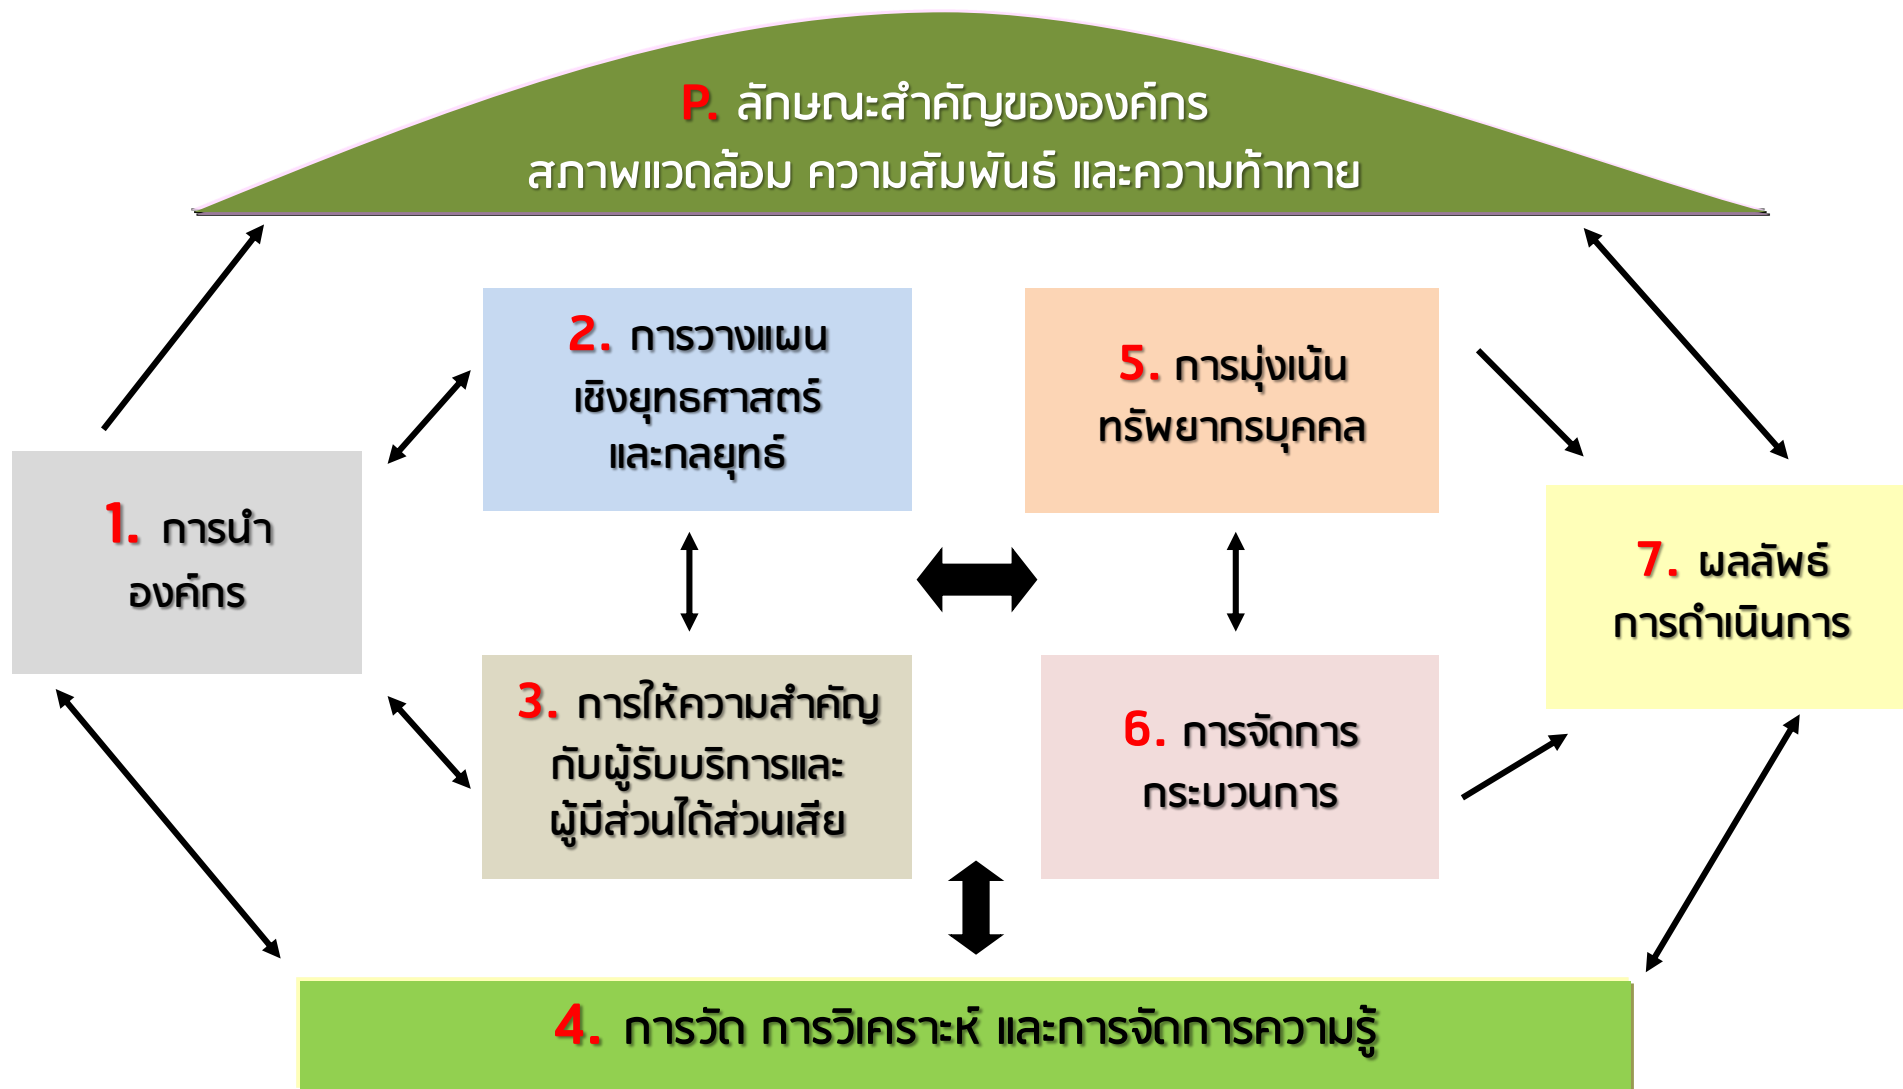 P. ลักษณะสำคัญขององค์กร
สภาพแวดล้อม ความสัมพันธ์ และความท้าทาย
2. การวางแผน
เชิงยุทธศาสตร์
และกลยุทธ์
5. การมุ่งเน้น
ทรัพยากรบุคคล
1. การนำ
องค์กร
7. ผลลัพธ์
การดำเนินการ
3. การให้ความสำคัญ
กับผู้รับบริการและ
ผู้มีส่วนได้ส่วนเสีย
6. การจัดการ
กระบวนการ
4. การวัด การวิเคราะห์ และการจัดการความรู้